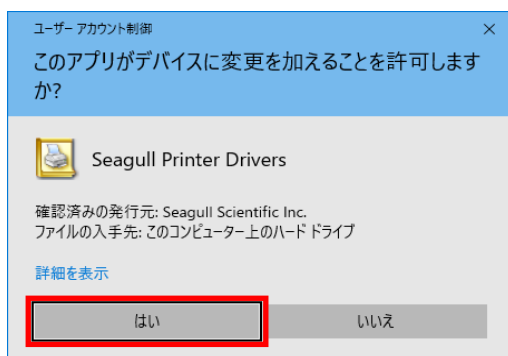 ユーザー アカウント制御
このアプリがデバイスに変更を加えることを許可します
か?
Seagull Printer Drivers
確認済みの発行元: Seagull Scientific Inc.
ファイルの入手先: このコンピューター上のハード ドライブ
詳細を表示
はい
いいえ